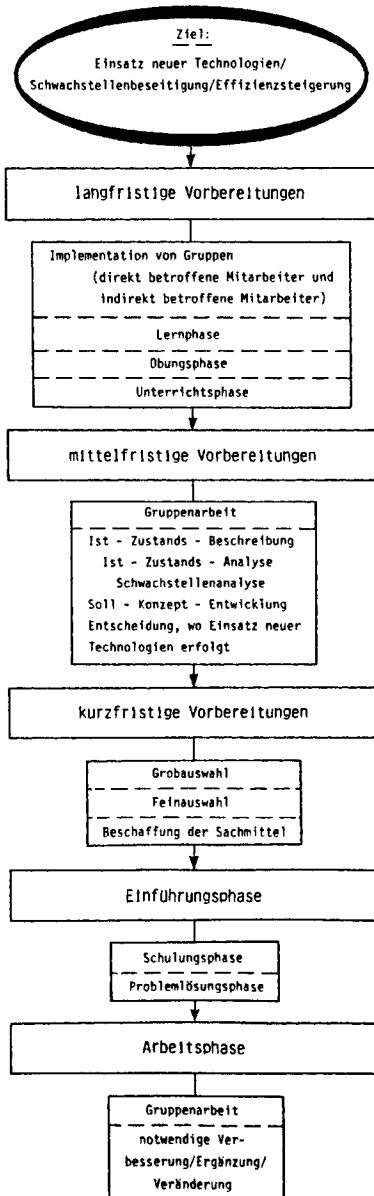 Ziel:
Einsatz neuer Technologien/
Schwachstellenbeseitigung/Effizienzsteigerung
langfristige Vorbereitungen
Implementation von Gruppen
(direkt betroffene Mitarbeiter und
indirekt betroffene Mitarbeiter)
Lernphase
Übungsphase
Unterrichtsphase
mittelfristige Vorbereitungen
Gruppenarbeit
Ist - Zustands - Beschreibung
Ist - Zustands - Analyse
Schwachstellenanalyse
Soll - Konzept - Entwicklung
Entscheidung, wo Einsatz neuer
Technologien erfolgt
kurzfristige Vorbereitungen
Grobauswahl
Feinauswahl
Beschaffung der Sachmittel
Einführungsphase
Schulungsphase
Problemlösungsphase
Arbeitsphase
Gruppenarbeit
notwendige Ver-
besserung/Ergänzung/
Veränderung